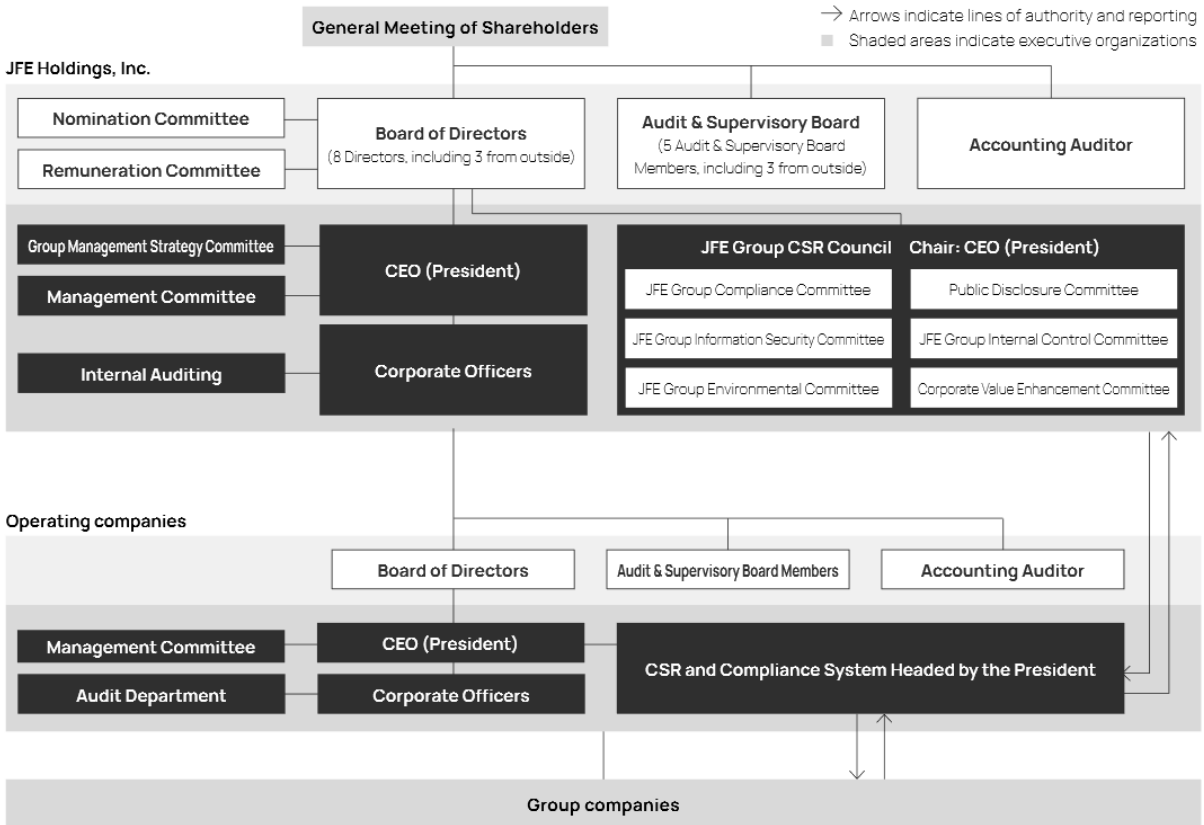 General Meeting of Shareholders
→ Arrows indicate lines of authority and reporting
Shaded areas indicate executive organizations
JFE Holdings, Inc.
Nomination Committee
Remuneration Committee
Board of Directors
(8 Directors, including 3 from outside)
Audit & Supervisory Board
(5 Audit & Supervisory Board
Members, including 3 from outside)
Accounting Auditor
Group Management Strategy Committee
Management Committee
CEO (President)
Internal Auditing
Corporate Officers
JFE Group CSR Council Chair: CEO (President)
JFE Group Compliance Committee
Public Disclosure Committee
JFE Group Information Security Committee
JFE Group Internal Control Committee
JFE Group Environmental Committee
Corporate Value Enhancement Committee
Operating companies
Board of Directors
Audit & Supervisory Board Members
Accounting Auditor
Management Committee
CEO (President)
Audit Department
Corporate Officers
CSR and Compliance System Headed by the President
Group companies